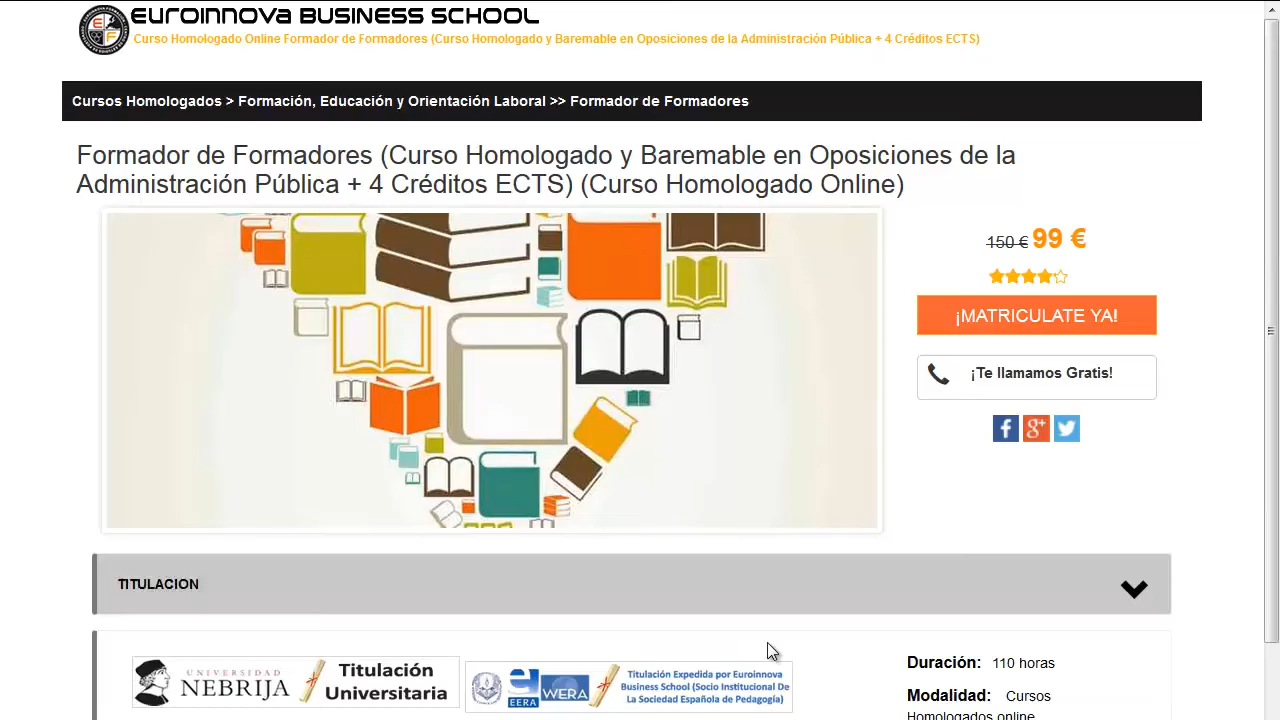 Euroinnova BUSINESS SCHOOL
Curso Homologado Online Formador de Formadores (Curso Homologado y Baremable en Oposiciones de la Administración Pública + 4 Créditos ECTS)
Cursos Homologados > Formación, Educación y Orientación Laboral >> Formador de Formadores
Formador de Formadores (Curso Homologado y Baremable en Oposiciones de la
Administración Pública + 4 Créditos ECTS) (Curso Homologado Online)
150 € 99 €
¡MATRICULATE YA!
¡Te llamamos Gratis!
TITULACION
UNIVERSIDAD
NEBRIJA
Titulación
Universitaria
EERA
WERA
Titulación Expedida por Euroinnova
Business School (Socio Institucional De
La Sociedad Española de Pedagogía)
Duración: 110 horas
Modalidad: Cursos
Homologados online